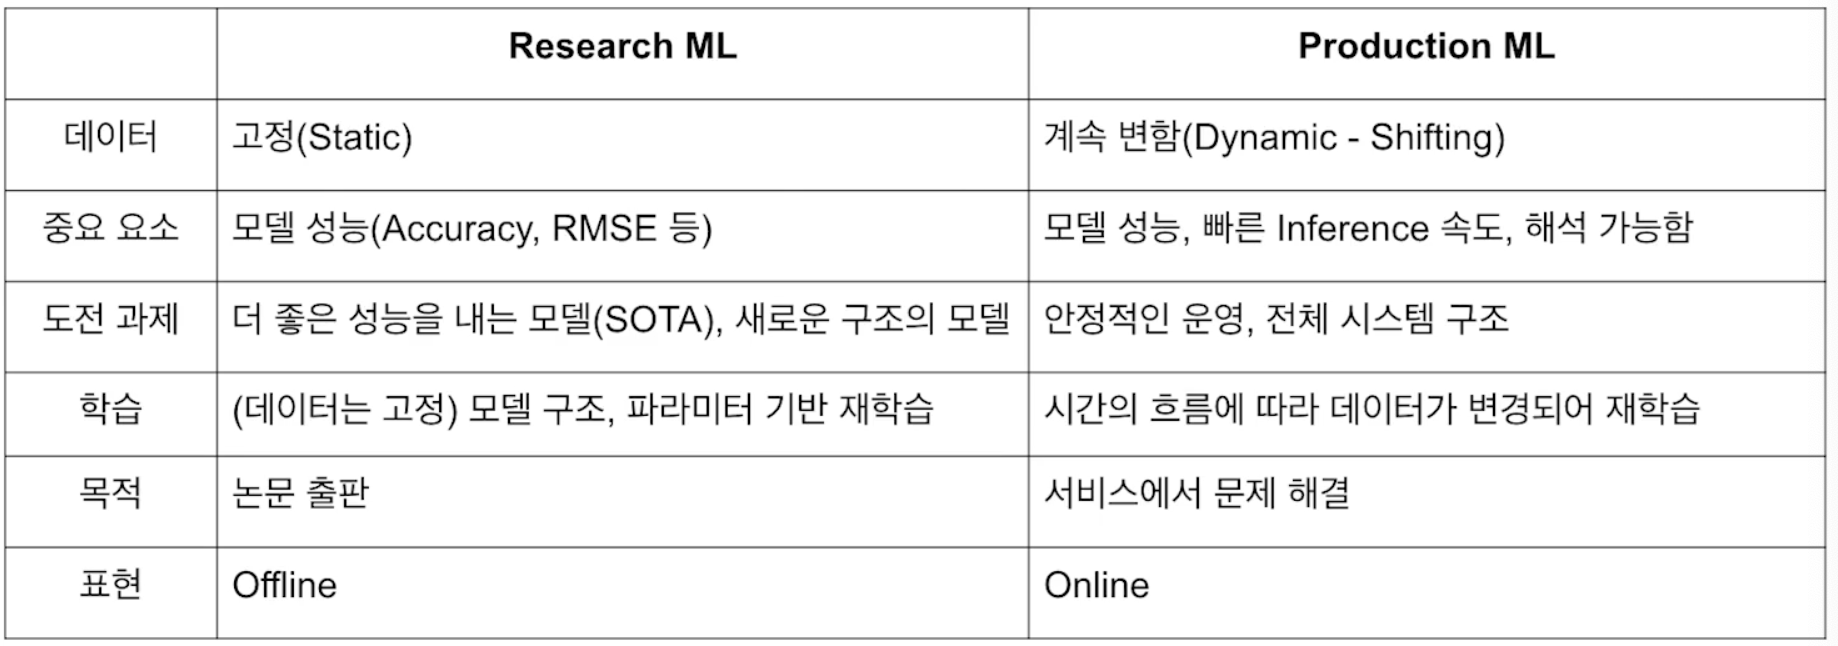 Research ML
Production ML
데이터
고정(Static)
계속 변함(Dynamic - Shifting)
중요 요소
모델 성능(Accuracy, RMSE 등)
모델 성능, 빠른 Inference 속도, 해석 가능함
도전 과제
더 좋은 성능을 내는 모델(SOTA), 새로운 구조의 모델
안정적인 운영, 전체 시스템 구조
학습
(데이터는 고정) 모델 구조, 파라미터 기반 재학습
시간의 흐름에 따라 데이터가 변경되어 재학습
목적
논문 출판
서비스에서 문제 해결
표현
Offline
Online